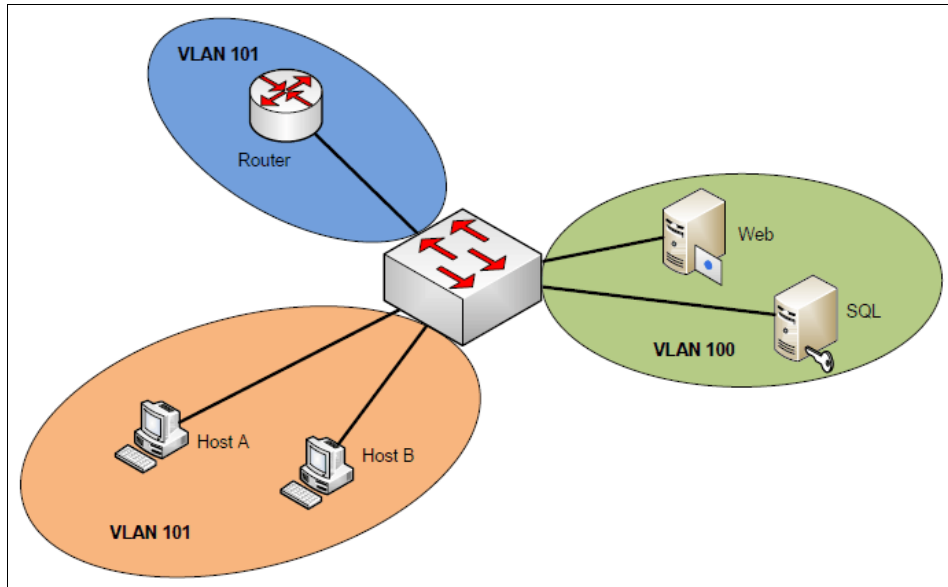 VLAN 101
Router
Web
SQL
VLAN 100
Host A
Host B
VLAN 101